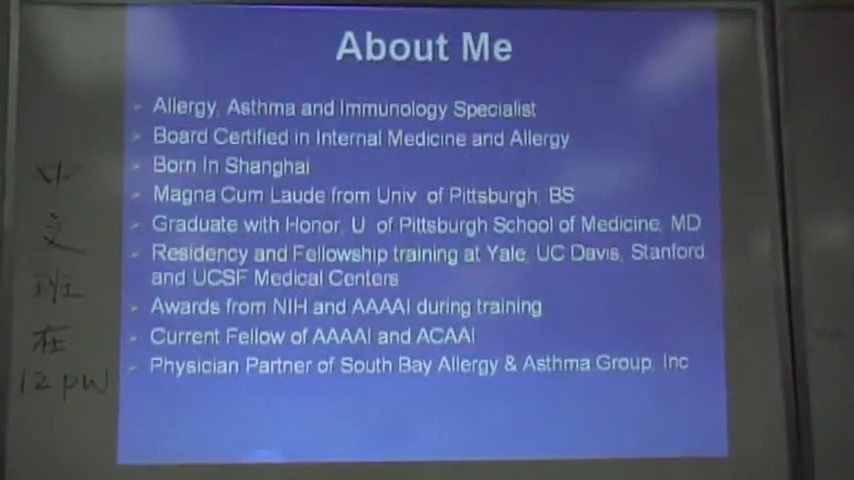 About Me
Allergy, Asthma and Immunology Specialist
Board Certified in Internal Medicine and Allergy
Born In Shanghai
Magna Cum Laude from Univ of Pittsburgh, BS
Graduate with Honor, U of Pittsburgh School of Medicine, MD
Residency and Fellowship training at Yale, UC Davis, Stanford
and UCSF Medical Centers
Awards from NIH and AAAAI during training
Current Fellow of AAAAI and ACAAI
Physician Partner of South Bay Allergy & Asthma Group, Inc
中
文
班
在
12pm